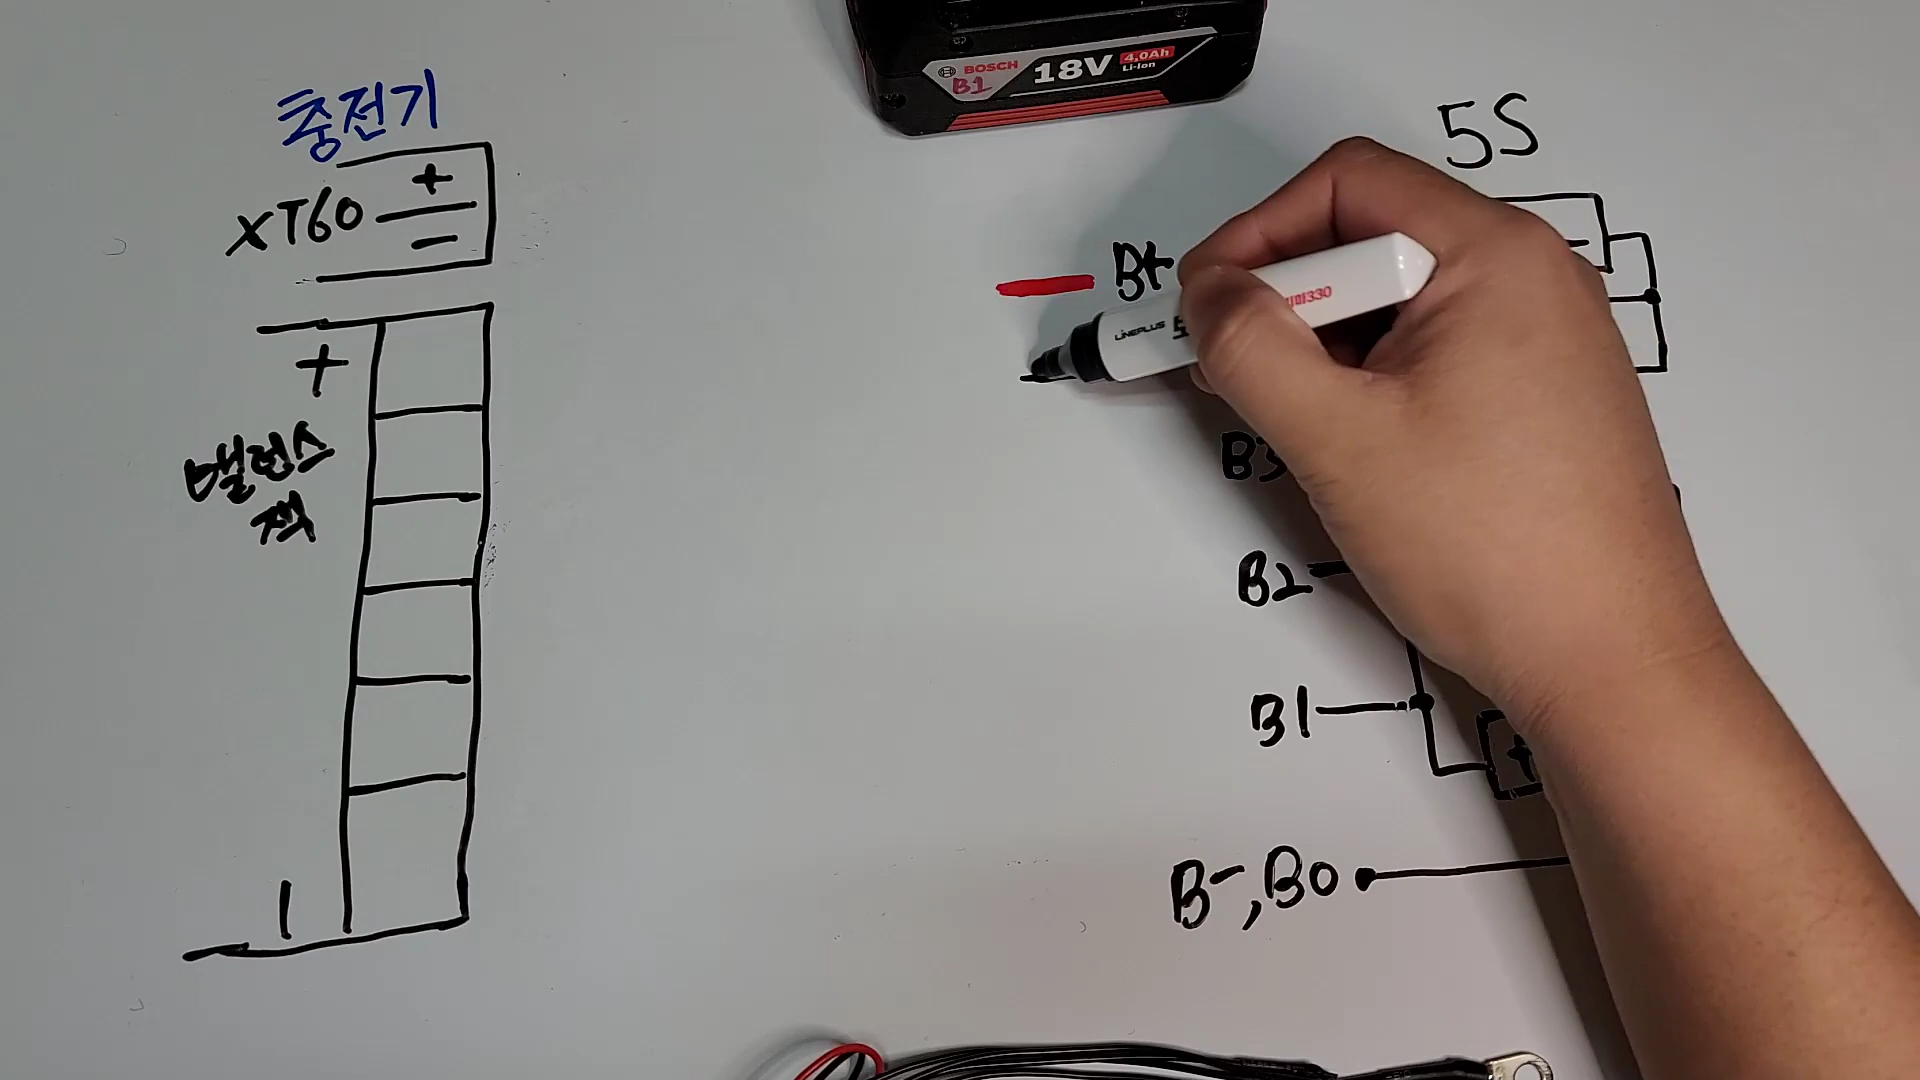 BOSCH
18V
4.0Ah
Li-Ion
B1
충전기
XT60
+
-
+
밸런스
잭
5S
B+
LINEPLUS
330
B3
B2
B1
+
B-, B0